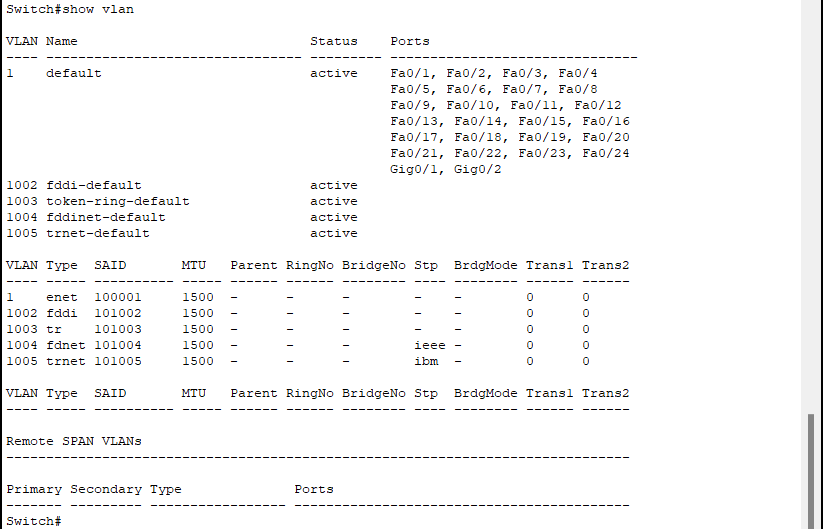 Switch#show vlan
VLAN Name                             Status    Ports
---- -------------------------------- --------- -------------------------------
1    default                          active    Fa0/1, Fa0/2, Fa0/3, Fa0/4
                                                Fa0/5, Fa0/6, Fa0/7, Fa0/8
                                                Fa0/9, Fa0/10, Fa0/11, Fa0/12
                                                Fa0/13, Fa0/14, Fa0/15, Fa0/16
                                                Fa0/17, Fa0/18, Fa0/19, Fa0/20
                                                Fa0/21, Fa0/22, Fa0/23, Fa0/24
                                                Gig0/1, Gig0/2
1002 fddi-default                     active
1003 token-ring-default               active
1004 fddinet-default                  active
1005 trnet-default                    active
VLAN Type  SAID       MTU   Parent RingNo BridgeNo Stp  BrdgMode Trans1 Trans2
---- ----- ---------- ----- ------ ------ -------- ---- -------- ------ ------
1    enet  100001     1500  -      -      -        -    -        0      0
1002 fddi  101002     1500  -      -      -        -    -        0      0
1003 tr    101003     1500  -      -      -        -    -        0      0
1004 fdnet 101004     1500  -      -      -        ieee -        0      0
1005 trnet 101005     1500  -      -      -        ibm  -        0      0
VLAN Type  SAID       MTU   Parent RingNo BridgeNo Stp  BrdgMode Trans1 Trans2
---- ----- ---------- ----- ------ ------ -------- ---- -------- ------ ------
Remote SPAN VLANs
------------------------------------------------------------------------------
Primary Secondary Type              Ports
------- --------- ----------------- ------------------------------------------
Switch#